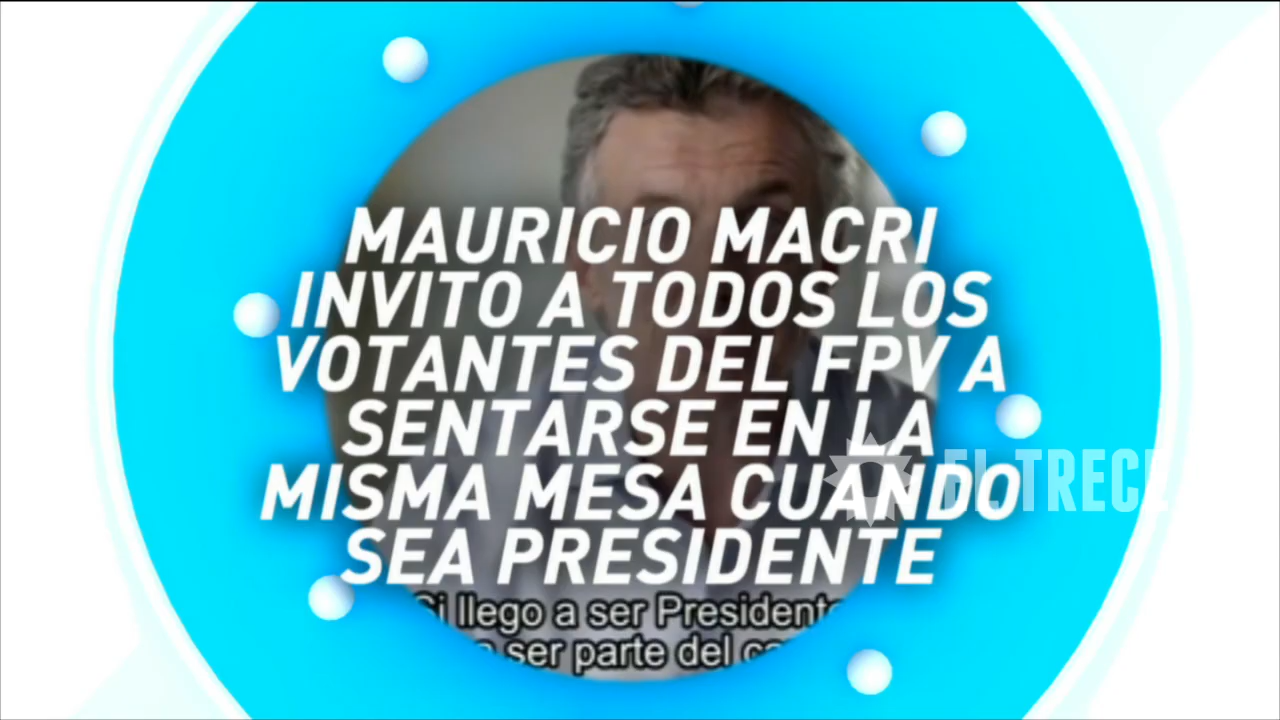 MAURICIO MACRI
INVITO A TODOS LOS
VOTANTES DEL FPV A
SENTARSE EN LA
MISMA MESA CUANDO
SEA PRESIDENTE
EL TRECE
Si llego a ser Presidente
ser parte del